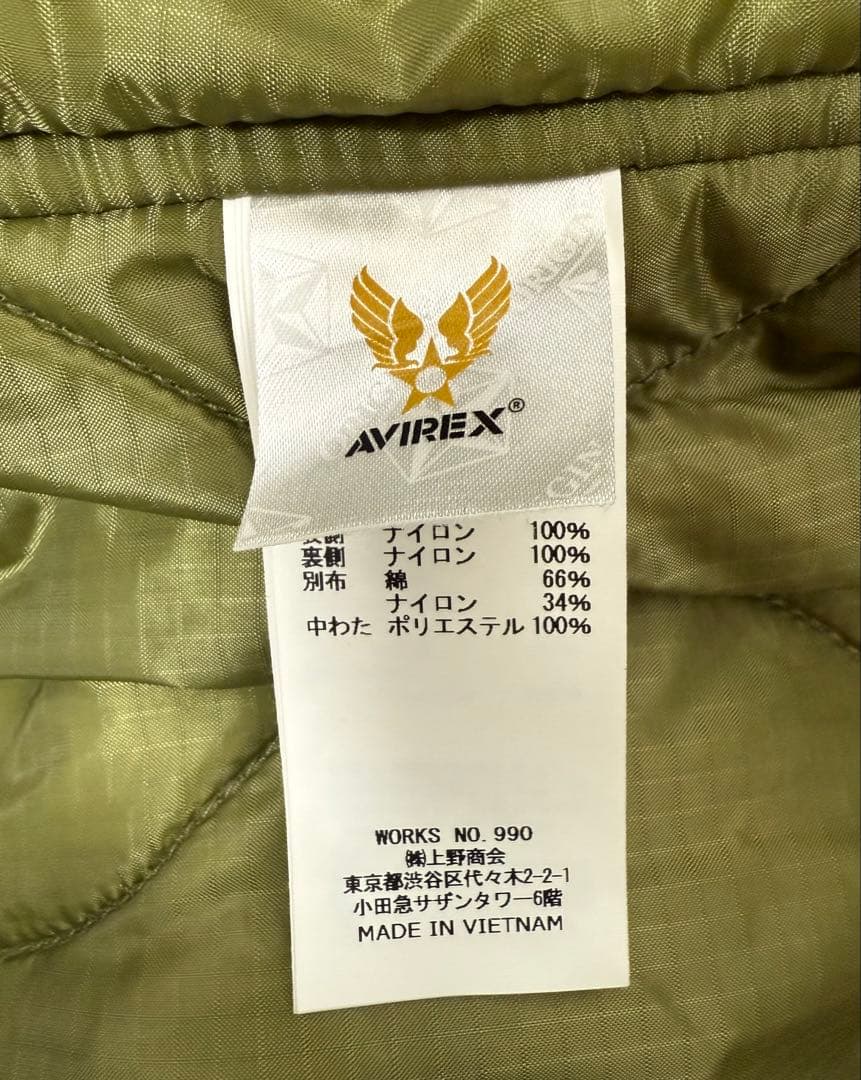 AVIREX®
表側 ナイロン 100%
裏側 ナイロン 100%
別布 綿 66%
ナイロン 34%
中わた ポリエステル 100%
WORKS NO. 990
㈱上野商会
東京都渋谷区代々木2-2-1
小田急サザンタワー6階
MADE IN VIETNAM